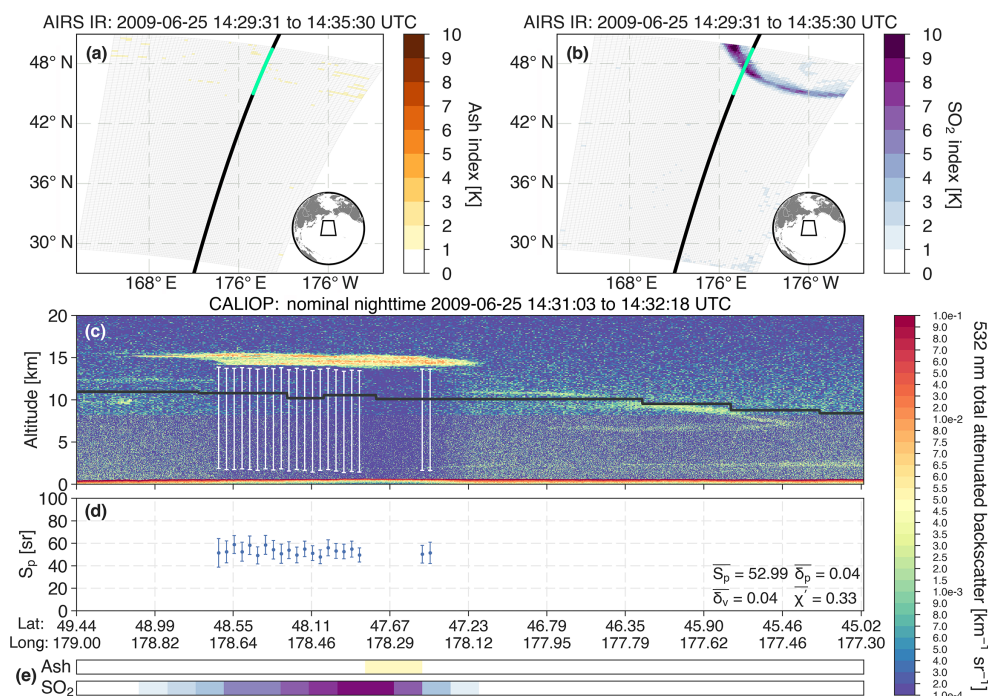 AIRS IR: 2009-06-25 14:29:31 to 14:35:30 UTC
(a)
48° N
42° N
36° N
30° N
168° E
176° E
176° W
10
9
8
7
6
5
4
3
2
1
0
Ash index [K]
AIRS IR: 2009-06-25 14:29:31 to 14:35:30 UTC
(b)
48° N
42° N
36° N
30° N
168° E
176° E
176° W
10
9
8
7
6
5
4
3
2
1
0
SO₂ index [K]
CALIOP: nominal nighttime 2009-06-25 14:31:03 to 14:32:18 UTC
(c)
20
15
10
5
0
Altitude [km]
1.0e-1
9.0
8.0
7.0
6.0
5.0
4.0
3.0
2.0
1.0e-2
8.0
7.0
6.5
6.0
5.5
5.0
4.5
4.0
3.5
3.0
2.5
2.0
1.5
1.0e-3
9.0
8.0
7.0
6.0
5.0
4.0
3.0
2.0
1.0e-4
532 nm total attenuated backscatter [km⁻¹ sr⁻¹]
(d)
100
80
60
40
20
0
Sₚ [sr]
S̅ₚ = 52.99 δ̅ₚ = 0.04
δ̅ᵥ = 0.04 χ̅′ = 0.33
Lat: 49.44 48.99 48.55 48.11 47.67 47.23 46.79 46.35 45.90 45.46 45.02
Long: 179.00 178.82 178.64 178.46 178.29 178.12 177.95 177.79 177.62 177.46 177.30
(e)
Ash
SO₂